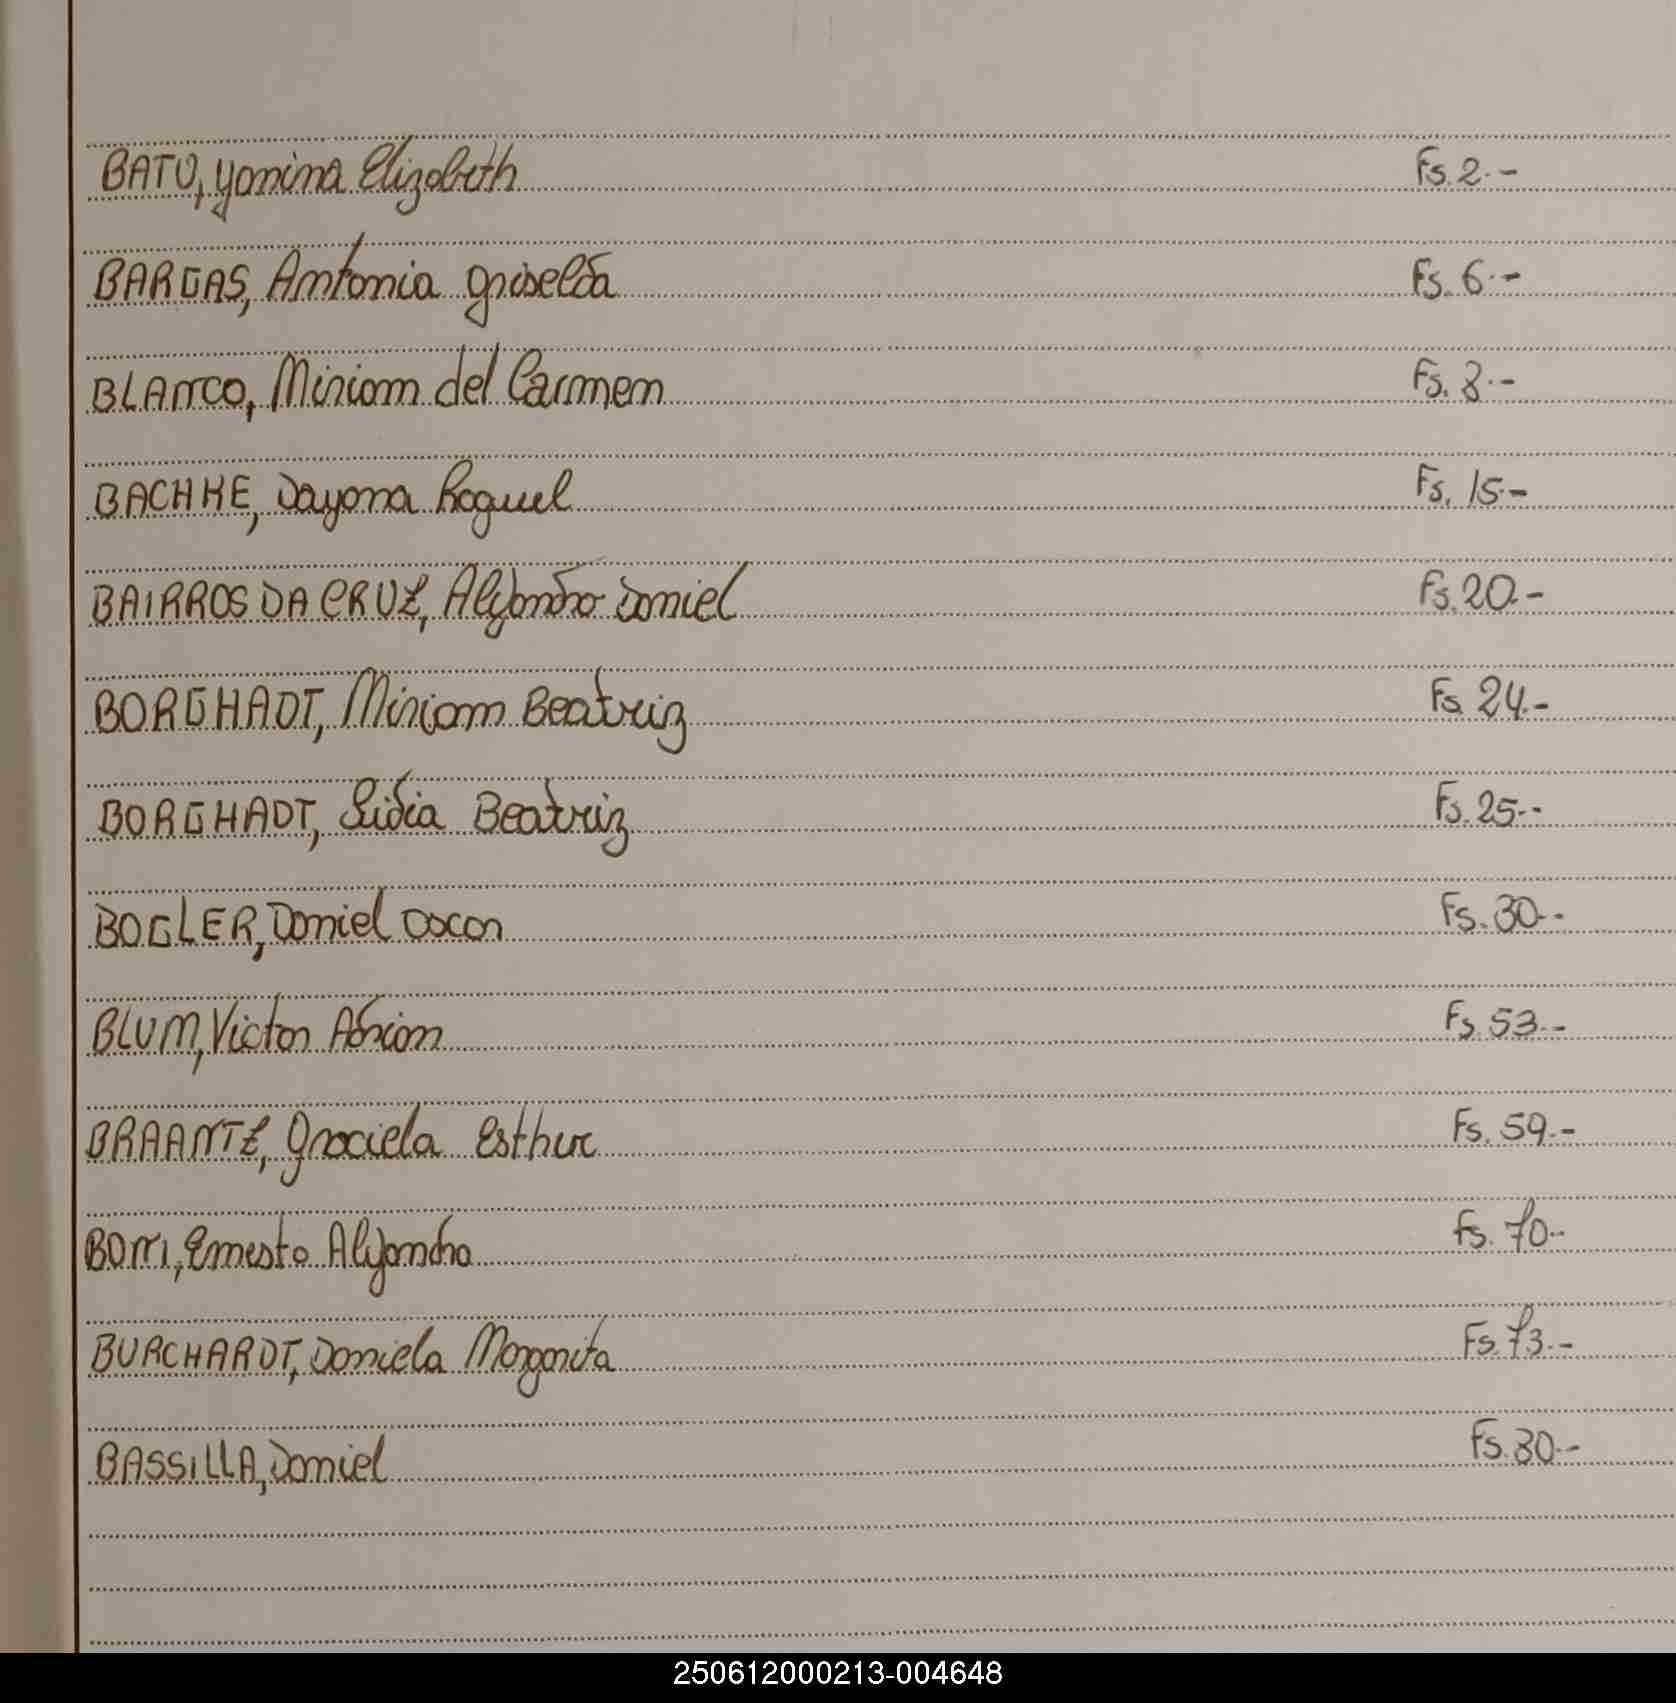 BATU, Yanina Elizabeth Fs. 2.-
BARGAS, Antonia Griselda Fs. 6.-
BLANCO, Miriam del Carmen Fs. 8.-
BACHKE, Dayana Raquel Fs. 15.-
BAIRROS DA CRUZ, Alejandro Daniel Fs. 20.-
BORGHADT, Miriam Beatriz Fs. 24.-
BORGHADT, Lidia Beatriz Fs. 25.-
BOGLER, Daniel Oscar Fs. 30.-
BLUM, Victor Adrian Fs. 53.-
BRAANTZ, Graciela Esther Fs. 59.-
BONI, Ernesto Alejandro Fs. 70.-
BURCHARDT, Daniela Margarita Fs. 73.-
BASSILLA, Daniel Fs. 80.-
250612000213-004648